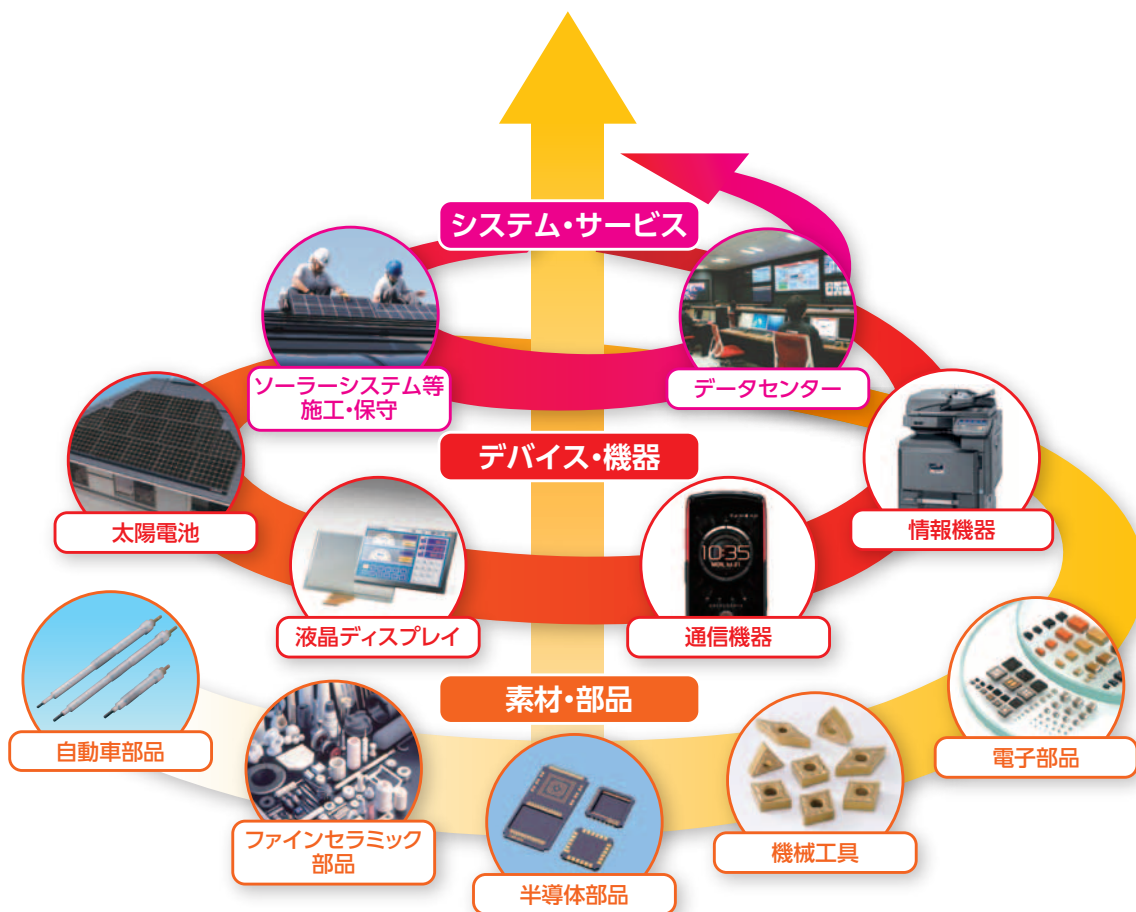 システム・サービス
ソーラーシステム等
施工・保守
データセンター
デバイス・機器
太陽電池
情報機器
液晶ディスプレイ
10:35
通信機器
素材・部品
自動車部品
電子部品
ファインセラミック
部品
機械工具
半導体部品